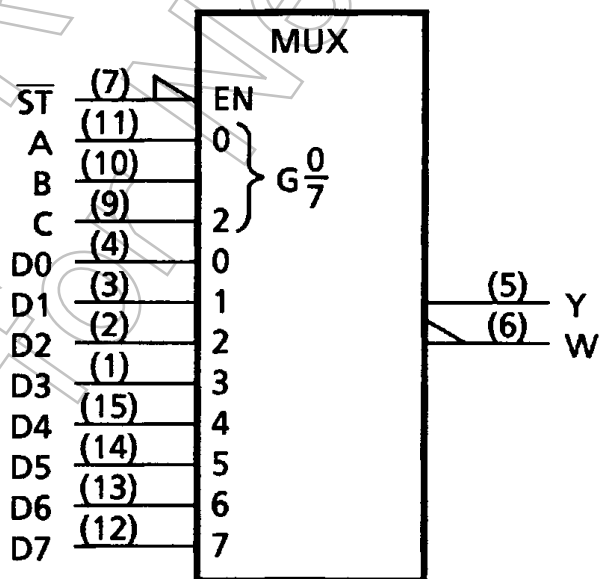 MUX
S̅T̅ (7) EN
A (11) 0
B (10)
G 0/7
C (9) 2
D0 (4) 0
D1 (3) 1 (5) Y
D2 (2) 2 (6) W
D3 (1) 3
D4 (15) 4
D5 (14) 5
D6 (13) 6
D7 (12) 7